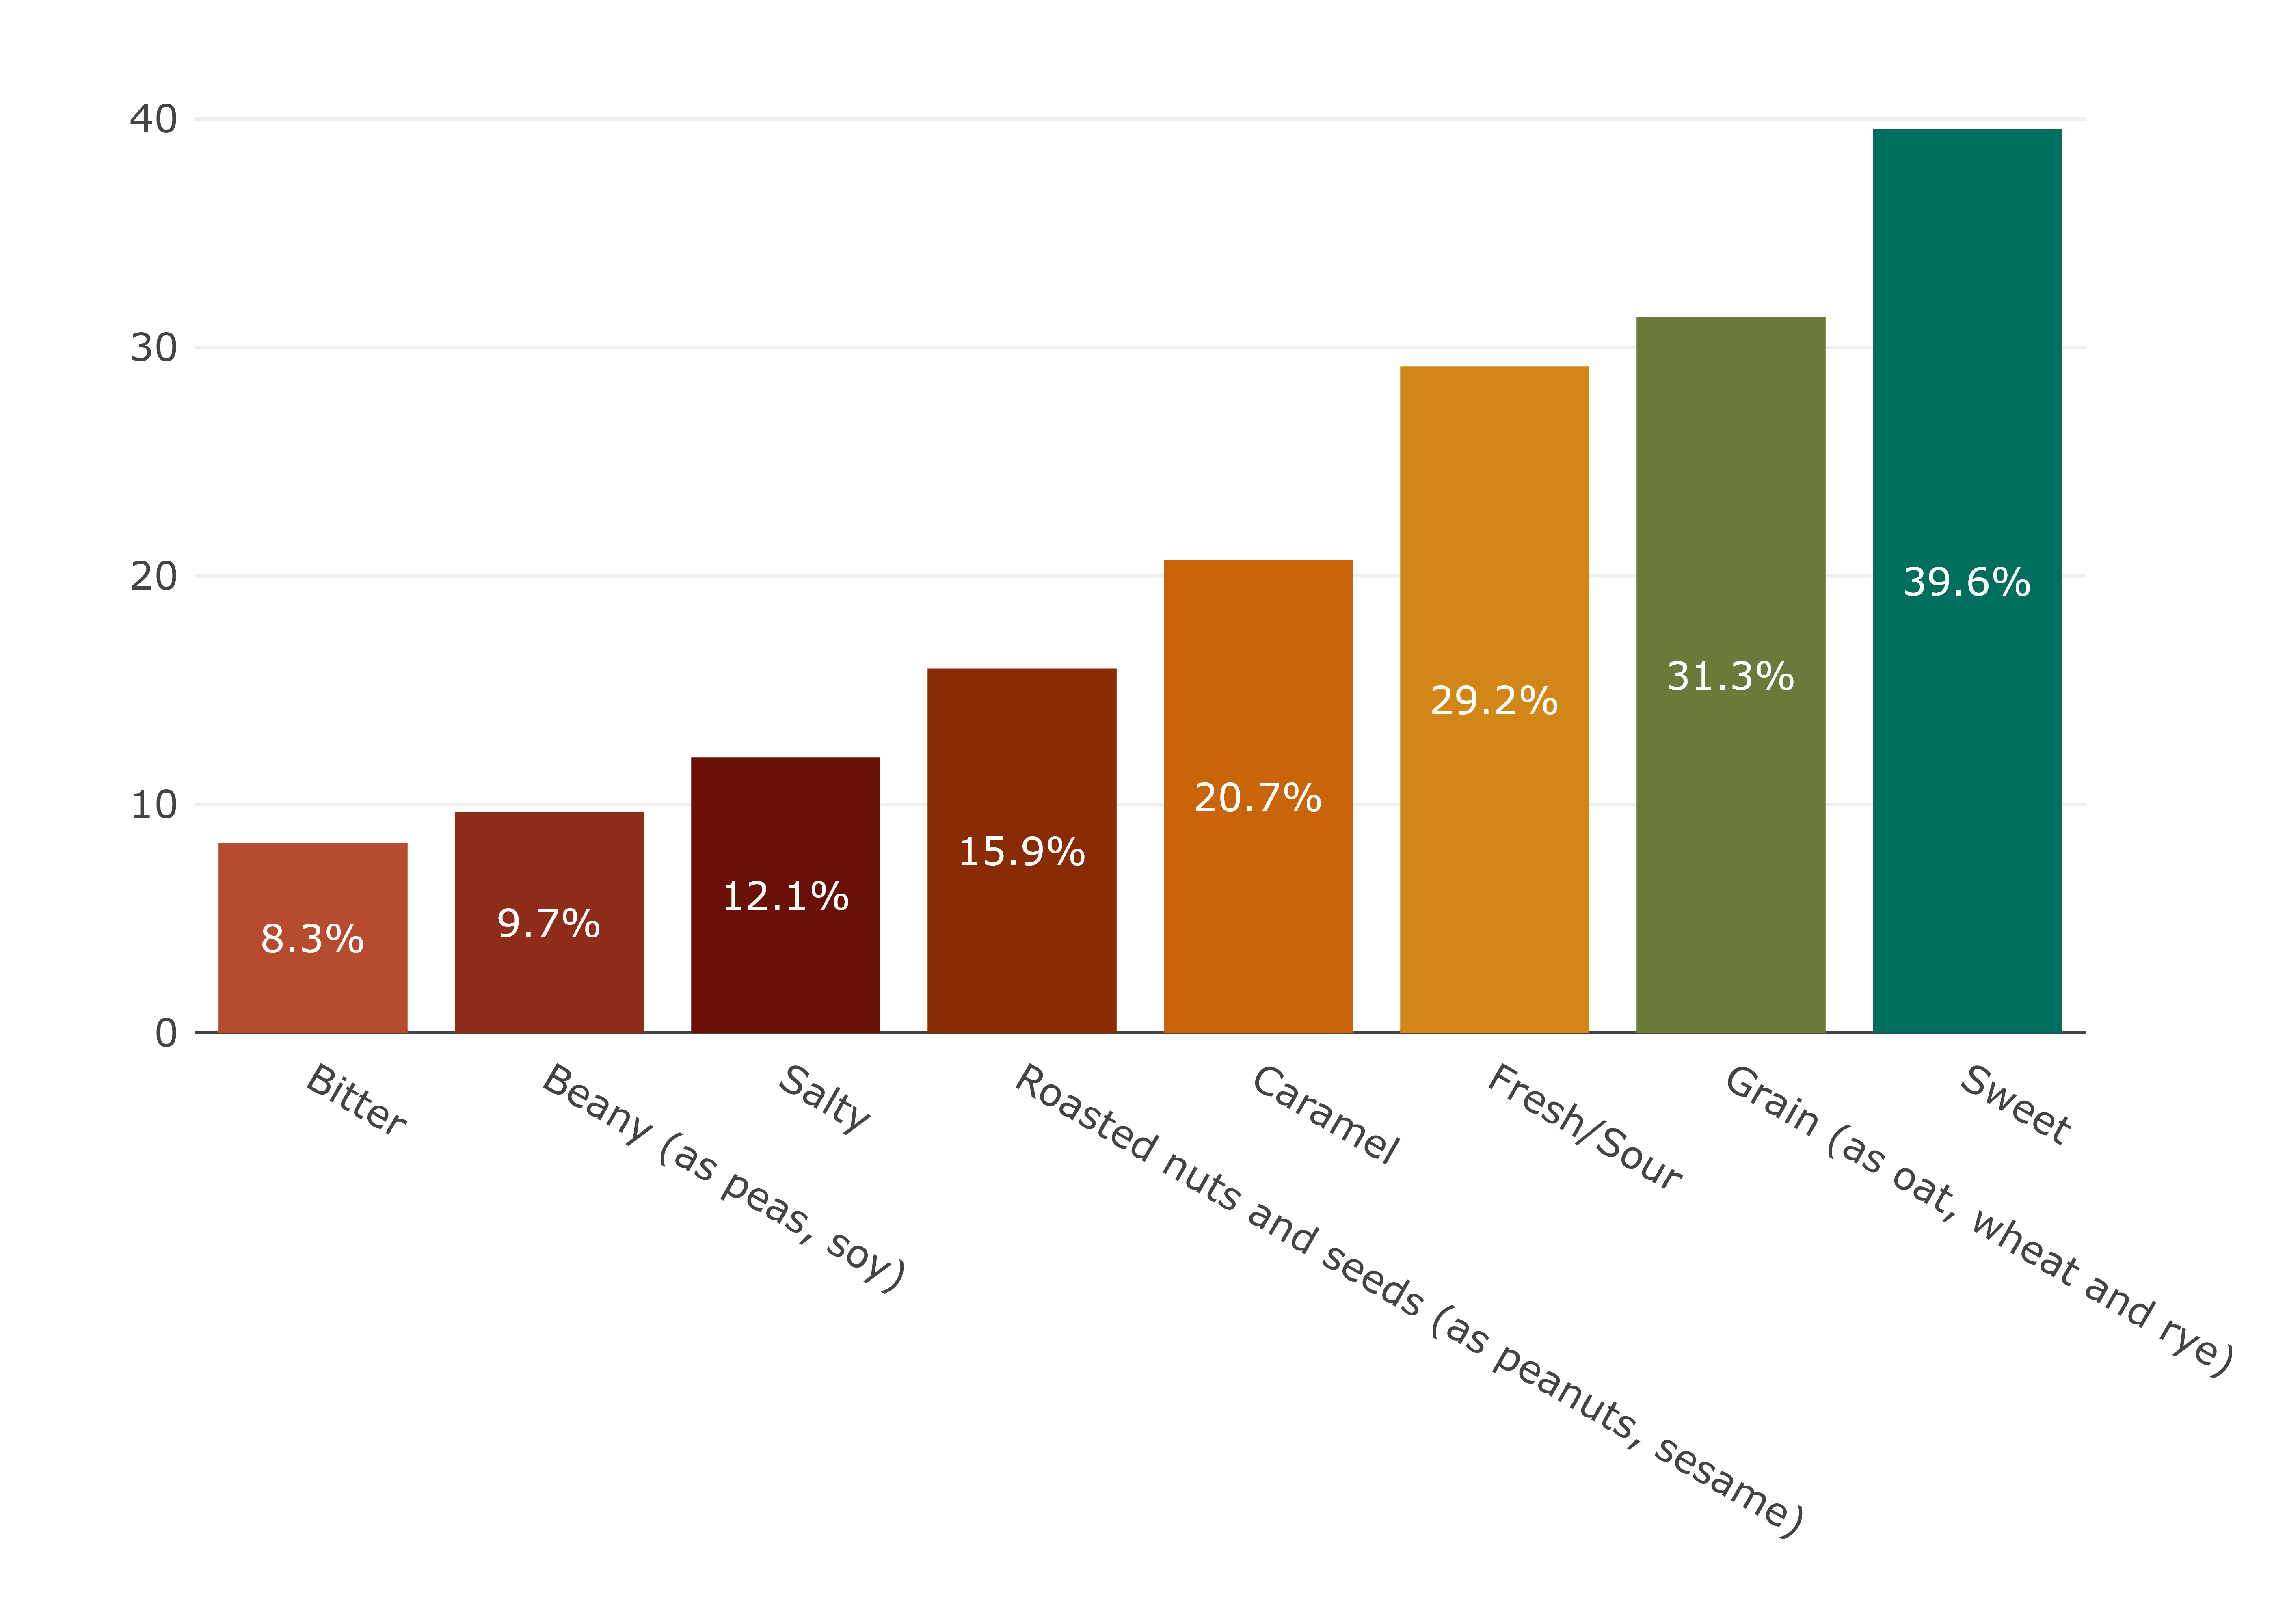 40
30
20
10
0
8.3%
9.7%
12.1%
15.9%
20.7%
29.2%
31.3%
39.6%
Bitter
Beany (as peas, soy)
Salty
Roasted nuts and seeds (as peanuts, sesame)
Caramel
Fresh/Sour
Grain (as oat, wheat and rye)
Sweet